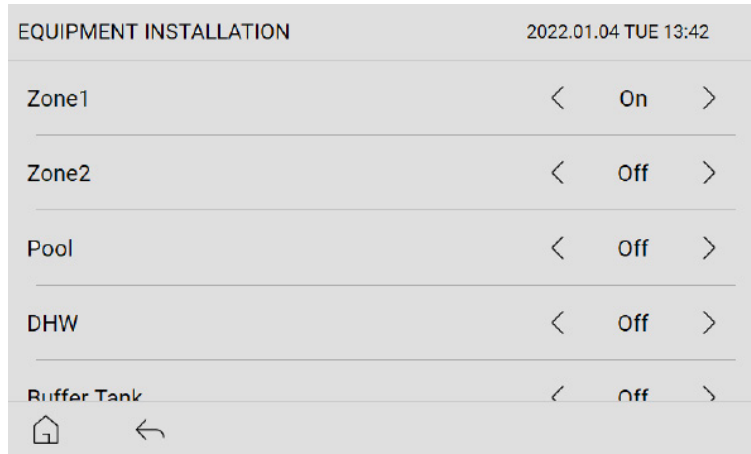 EQUIPMENT INSTALLATION 2022.01.04 TUE 13:42
Zone1 On
Zone2 Off
Pool Off
DHW Off
Buffer Tank Off